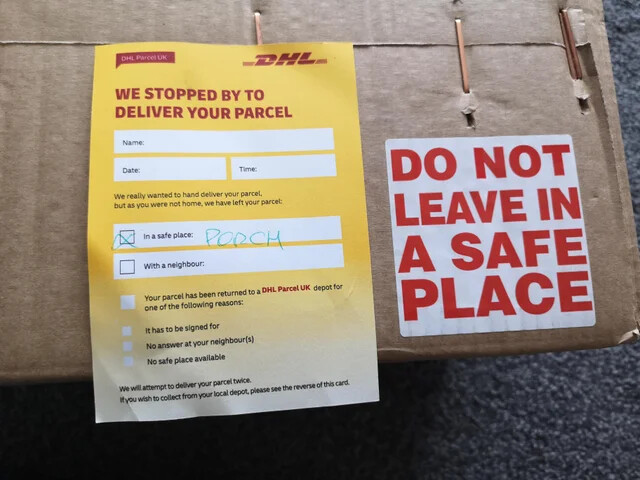 DHL PARCEL UK
DHL
WE STOPPED BY TO
DELIVER YOUR PARCEL
Name:
Date:
Time:
We really wanted to hand deliver your parcel,
but as you were not home, we have left your parcel:
In a safe place: POOCH
With a neighbour:
Your parcel has been returned to a DHL Parcel UK depot for
one of the following reasons:
It has to be signed for
No answer at your neighbour(s)
No safe place available
We will attempt to deliver your parcel twice.
If you wish to collect from your local depot, please see the reverse of this card.
DO NOT
LEAVE IN
A SAFE
PLACE